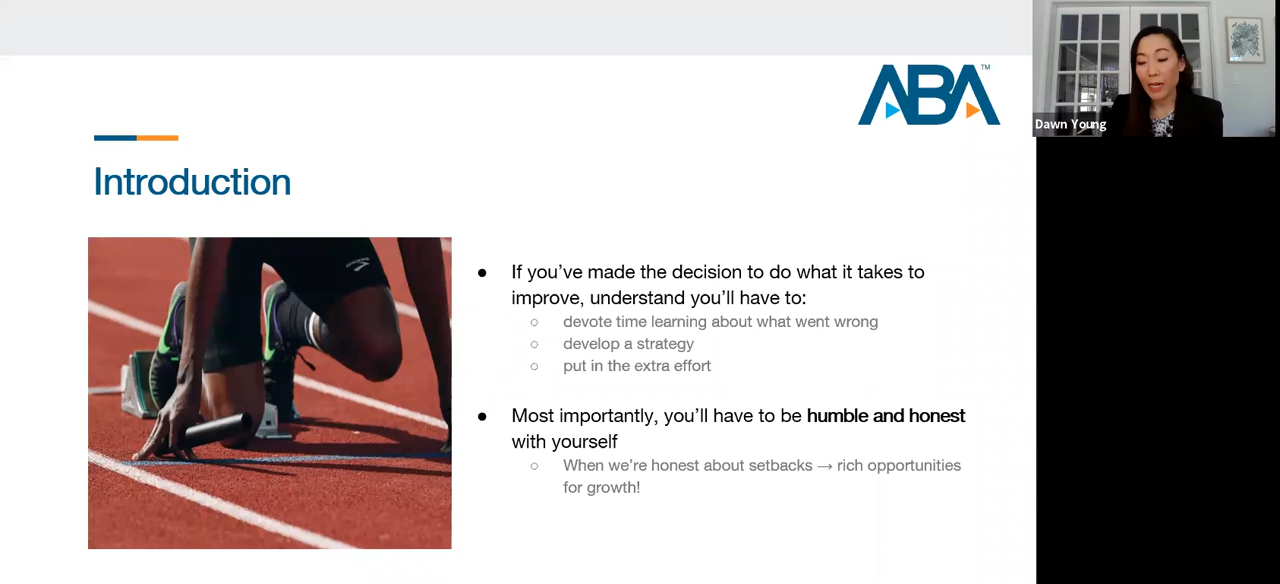 ABA™
Dawn Young
Introduction
● If you’ve made the decision to do what it takes to
improve, understand you’ll have to:
○ devote time learning about what went wrong
○ develop a strategy
○ put in the extra effort
● Most importantly, you’ll have to be humble and honest
with yourself
○ When we’re honest about setbacks → rich opportunities
for growth!